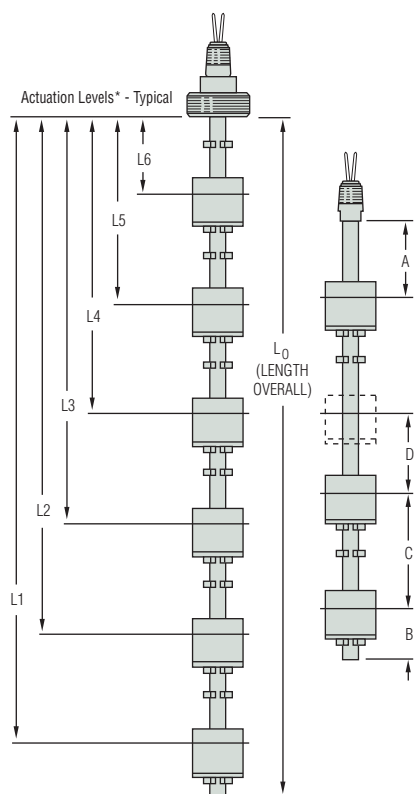 Actuation Levels* - Typical
L6
L5
L4
L3
L2
L1
L0
(LENGTH
OVERALL)
A
D
C
B